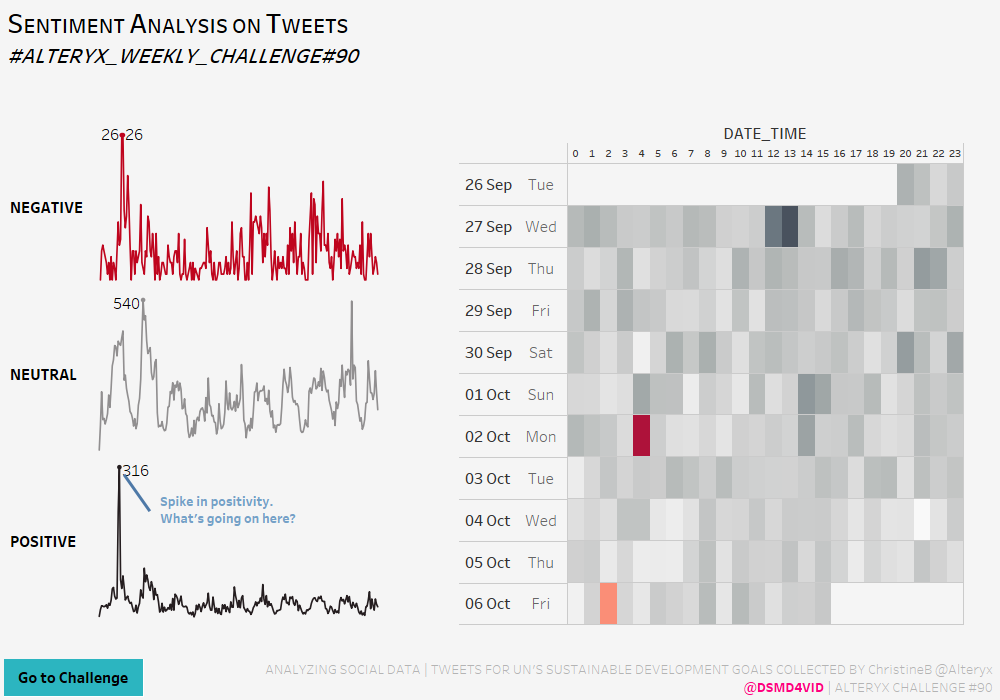 SENTIMENT ANALYSIS ON TWEETS
#ALTERYX_WEEKLY_CHALLENGE#90
26 26
NEGATIVE
540
NEUTRAL
316
Spike in positivity.
What's going on here?
POSITIVE
DATE_TIME
0 1 2 3 4 5 6 7 8 9 10 11 12 13 14 15 16 17 18 19 20 21 22 23
26 Sep Tue
27 Sep Wed
28 Sep Thu
29 Sep Fri
30 Sep Sat
01 Oct Sun
02 Oct Mon
03 Oct Tue
04 Oct Wed
05 Oct Thu
06 Oct Fri
Go to Challenge
ANALYZING SOCIAL DATA | TWEETS FOR UN'S SUSTAINABLE DEVELOPMENT GOALS COLLECTED BY ChristineB @Alteryx
@DSMD4VID | ALTERYX CHALLENGE #90